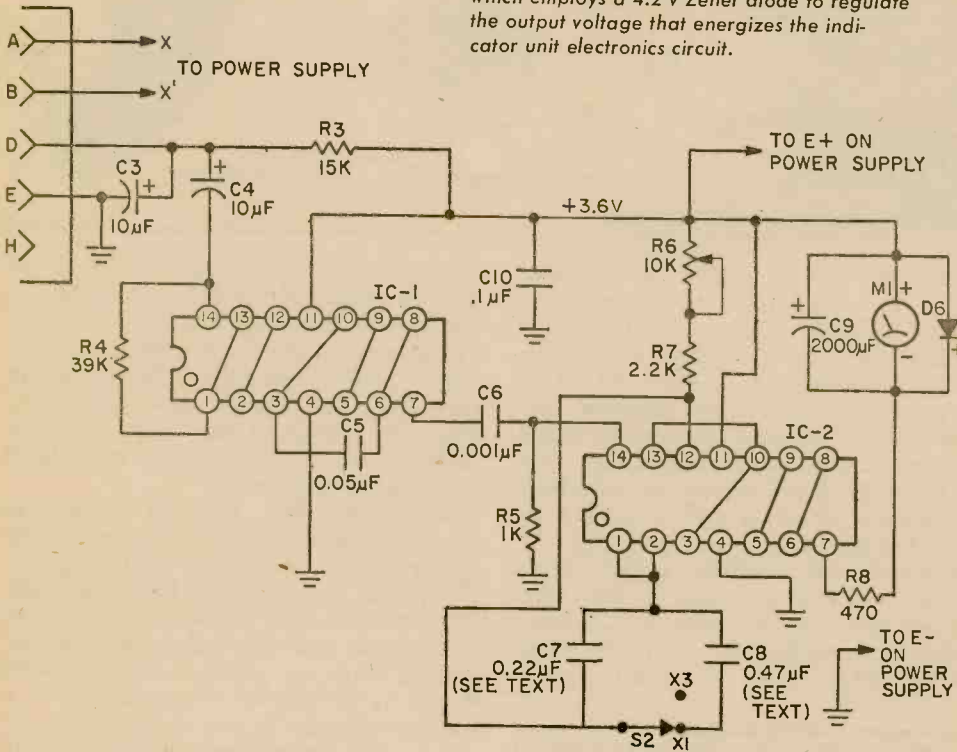 which employs a 4.2 V Zener diode to regulate
the output voltage that energizes the indi-
cator unit electronics circuit.
A
X
TO POWER SUPPLY
B
X'
D
R3
15K
TO E+ ON
POWER SUPPLY
C3
10µF
+
+
C4
10µF
E
H
+3.6V
R6
10K
C10
.1µF
+
C9
2000µF
M1
+
-
D6
IC-1
14 13 12 11 10 9 8
R4
39K
R7
2.2K
1 2 3 4 5 6 7
C6
0.001µF
C5
0.05µF
IC-2
14 13 12 11 10 9 8
R5
1K
1 2 3 4 5 6 7
R8
470
C7
0.22µF
(SEE TEXT)
C8
0.47µF
(SEE
TEXT)
X3
S2
X1
TO E-
ON
POWER
SUPPLY